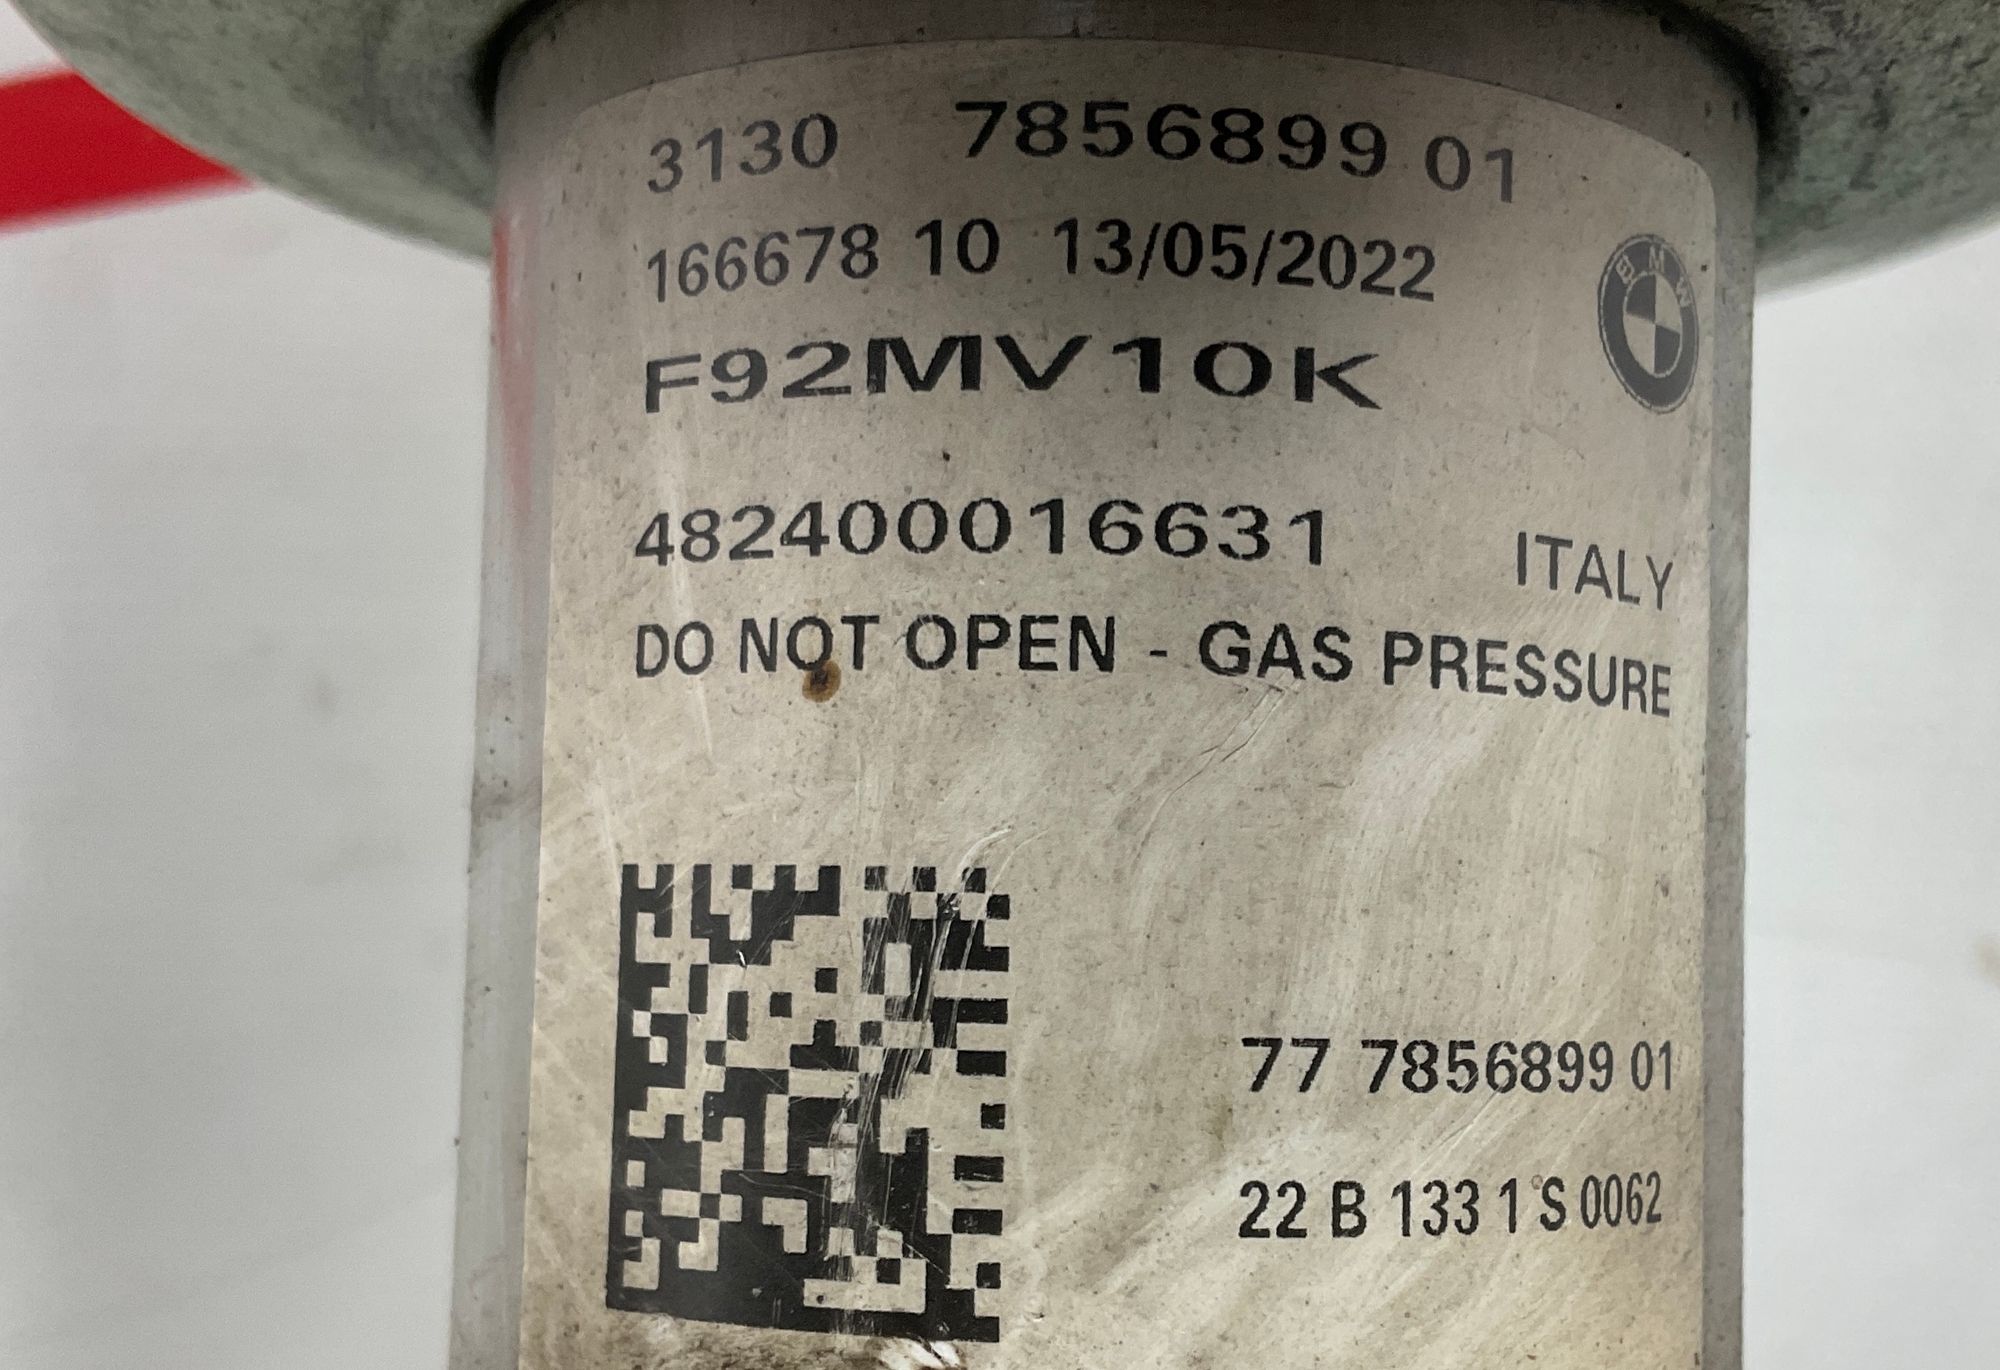 3130 7856899 01
166678 10 13/05/2022
BMW
F92MV10K
482400016631
ITALY
DO NOT OPEN - GAS PRESSURE
77 7856899 01
22 B 133 1 S 0062